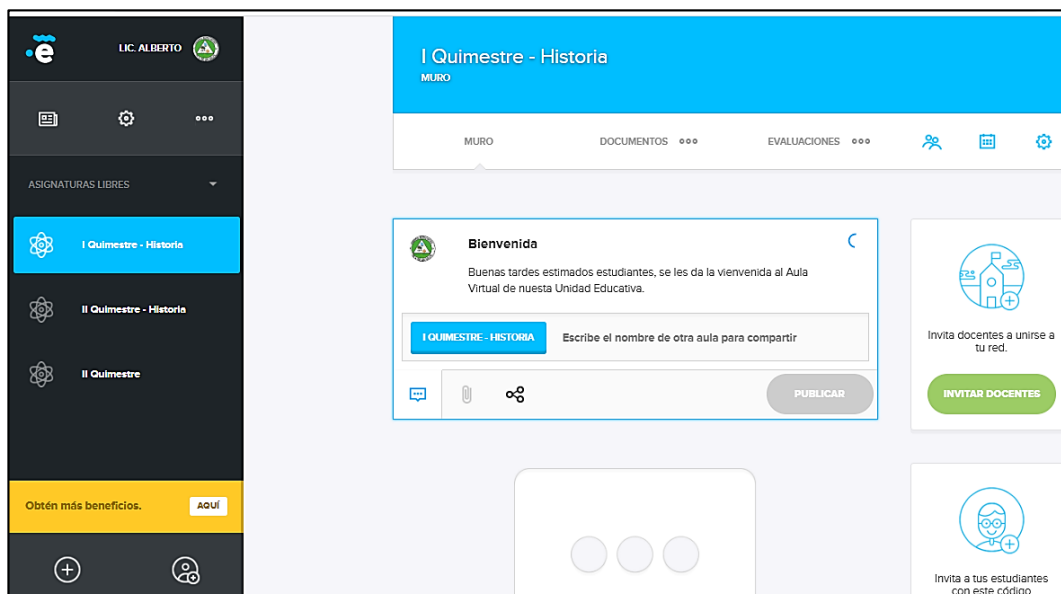 ē
LIC. ALBERTO
ASIGNATURAS LIBRES
I Quimestre - Historia
II Quimestre - Historia
II Quimestre
Obtén más beneficios.
AQUÍ
I Quimestre - Historia
MURO
MURO
DOCUMENTOS
EVALUACIONES
Bienvenida
Buenas tardes estimados estudiantes, se les da la vienvenida al Aula
Virtual de nuesta Unidad Educativa.
I QUIMESTRE - HISTORIA
Escribe el nombre de otra aula para compartir
PUBLICAR
Invita docentes a unirse a
tu red.
INVITAR DOCENTES
Invita a tus estudiantes
con este código